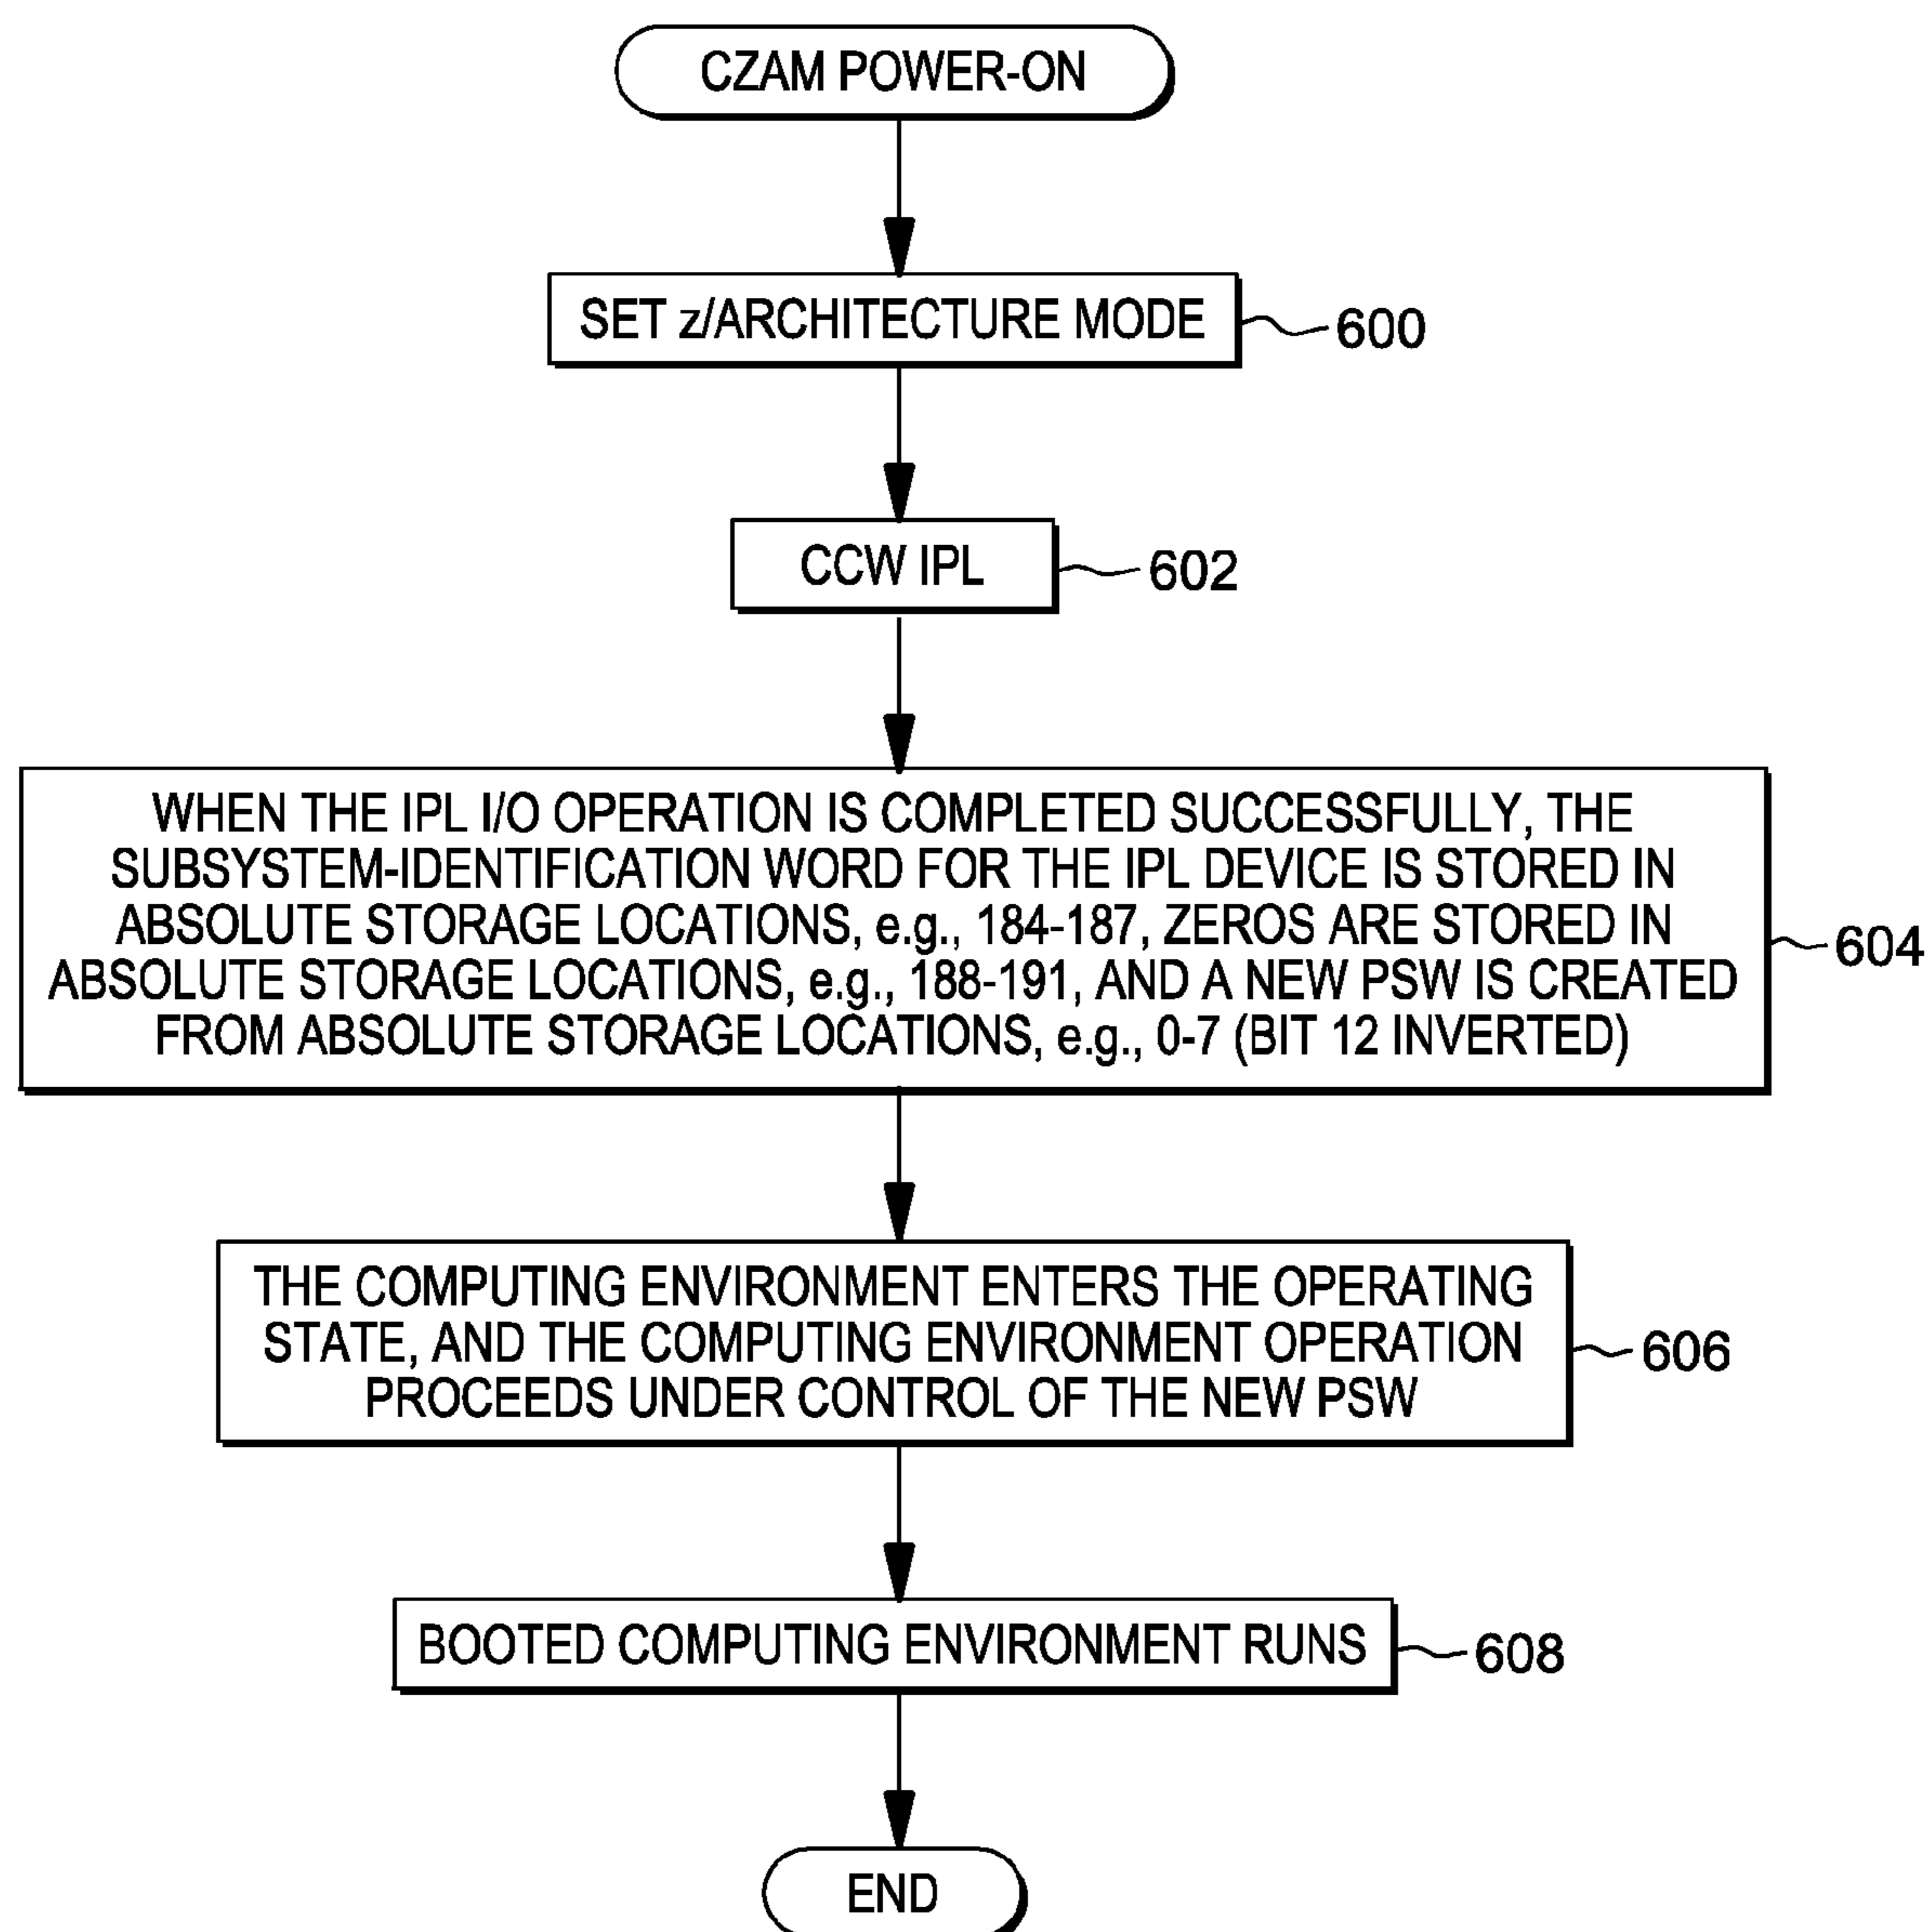 CZAM POWER-ON
SET z/ARCHITECTURE MODE
600
CCW IPL
602
WHEN THE IPL I/O OPERATION IS COMPLETED SUCCESSFULLY, THE
SUBSYSTEM-IDENTIFICATION WORD FOR THE IPL DEVICE IS STORED IN
ABSOLUTE STORAGE LOCATIONS, e.g., 184-187, ZEROS ARE STORED IN
ABSOLUTE STORAGE LOCATIONS, e.g., 188-191, AND A NEW PSW IS CREATED
FROM ABSOLUTE STORAGE LOCATIONS, e.g., 0-7 (BIT 12 INVERTED)
604
THE COMPUTING ENVIRONMENT ENTERS THE OPERATING
STATE, AND THE COMPUTING ENVIRONMENT OPERATION
PROCEEDS UNDER CONTROL OF THE NEW PSW
606
BOOTED COMPUTING ENVIRONMENT RUNS
608
END